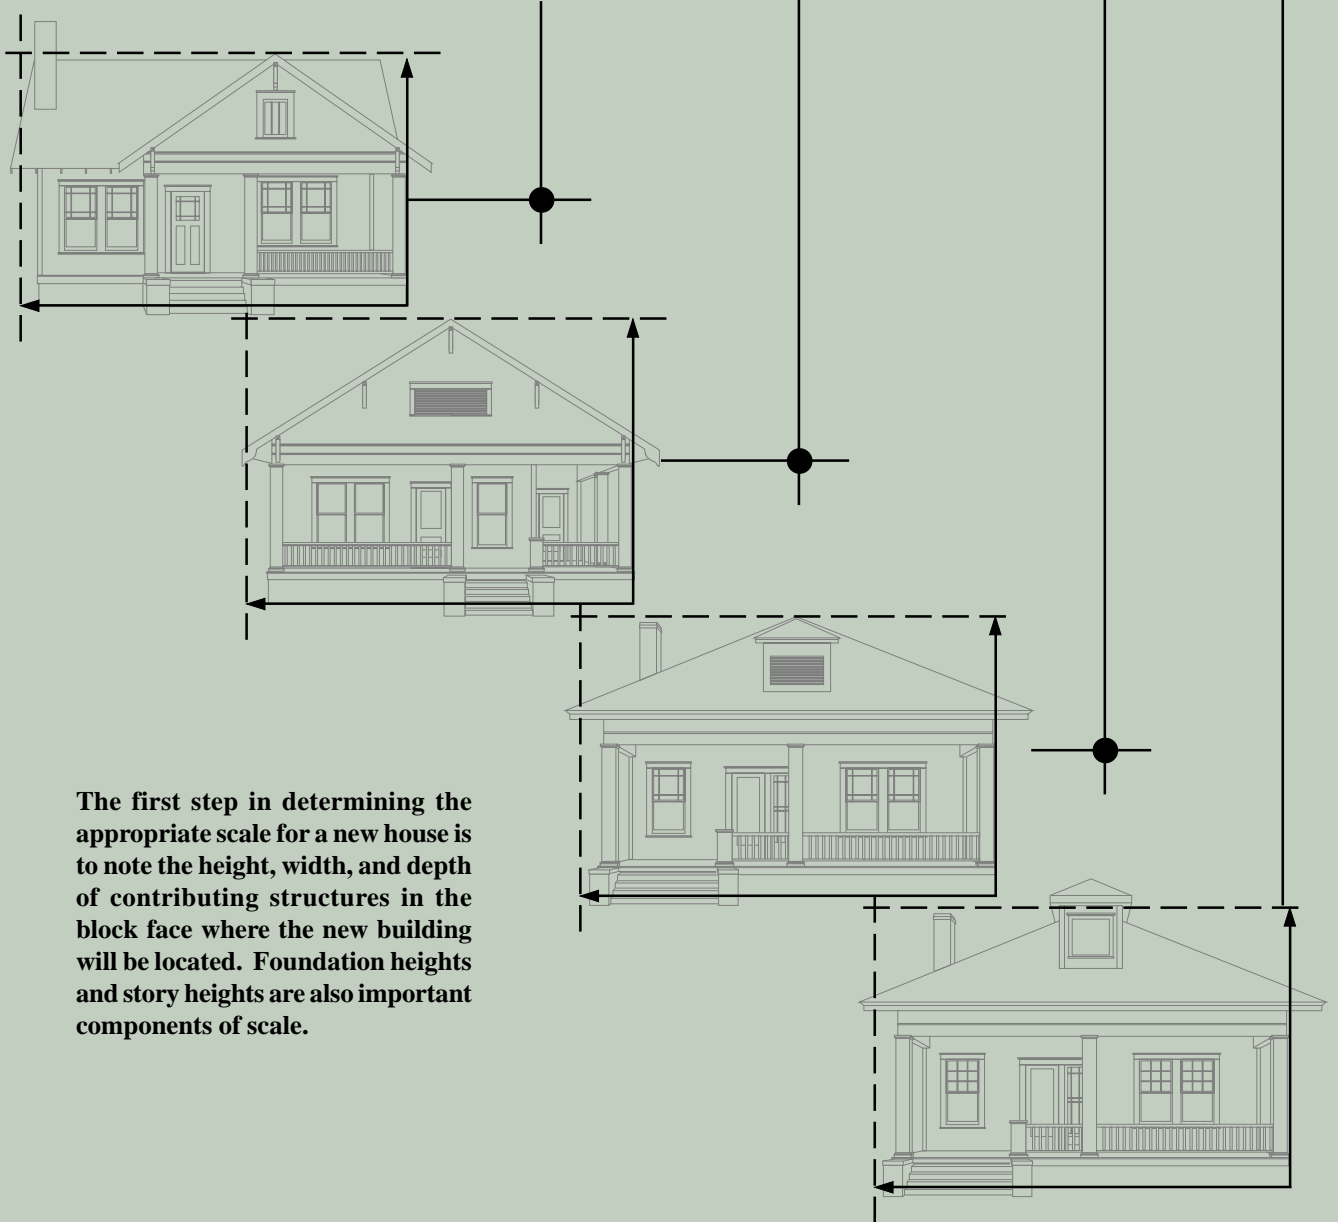 The first step in determining the
appropriate scale for a new house is
to note the height, width, and depth
of contributing structures in the
block face where the new building
will be located. Foundation heights
and story heights are also important
components of scale.